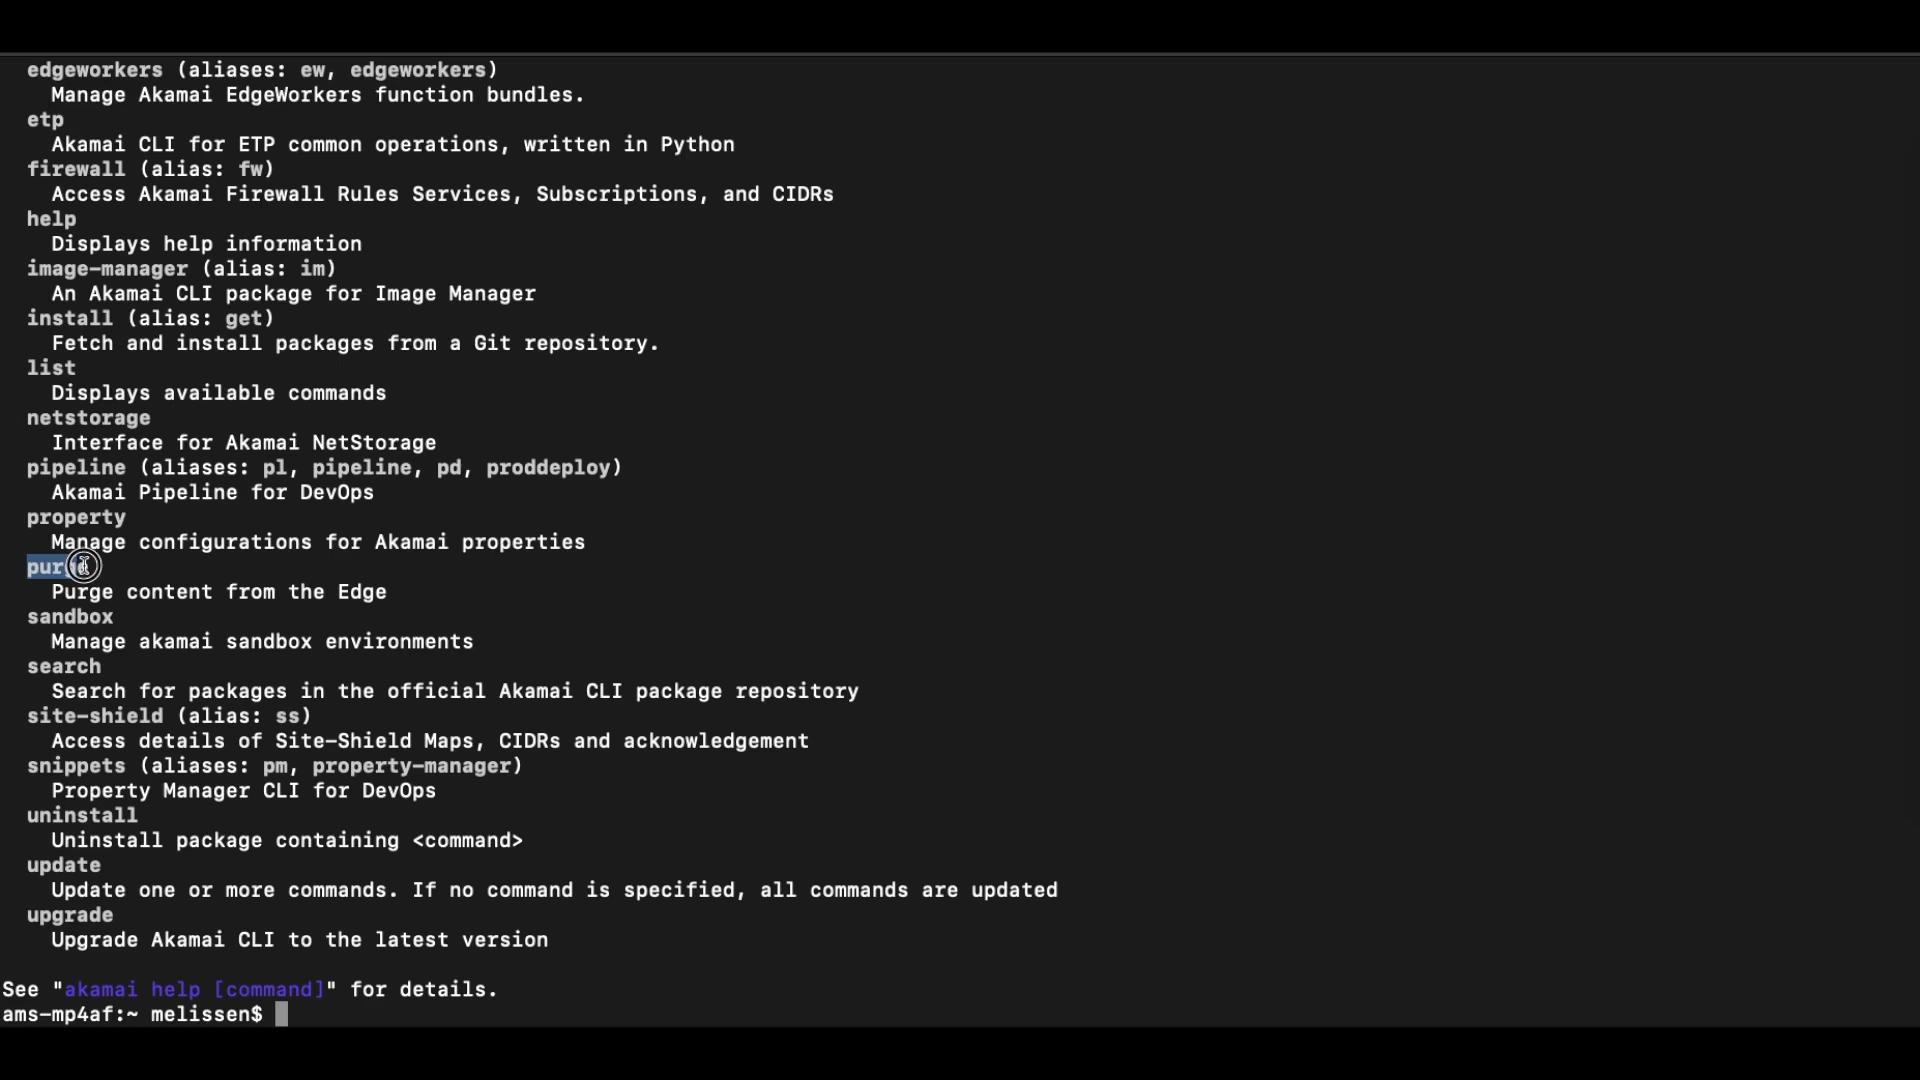 edgeworkers (aliases: ew, edgeworkers)
Manage Akamai EdgeWorkers function bundles.
etp
Akamai CLI for ETP common operations, written in Python
firewall (alias: fw)
Access Akamai Firewall Rules Services, Subscriptions, and CIDRs
help
Displays help information
image-manager (alias: im)
An Akamai CLI package for Image Manager
install (alias: get)
Fetch and install packages from a Git repository.
list
Displays available commands
netstorage
Interface for Akamai NetStorage
pipeline (aliases: pl, pipeline, pd, proddeploy)
Akamai Pipeline for DevOps
property
Manage configurations for Akamai properties
purge
Purge content from the Edge
sandbox
Manage akamai sandbox environments
search
Search for packages in the official Akamai CLI package repository
site-shield (alias: ss)
Access details of Site-Shield Maps, CIDRs and acknowledgement
snippets (aliases: pm, property-manager)
Property Manager CLI for DevOps
uninstall
Uninstall package containing <command>
update
Update one or more commands. If no command is specified, all commands are updated
upgrade
Upgrade Akamai CLI to the latest version
See "akamai help [command]" for details.
ams-mp4af:~ melissen$